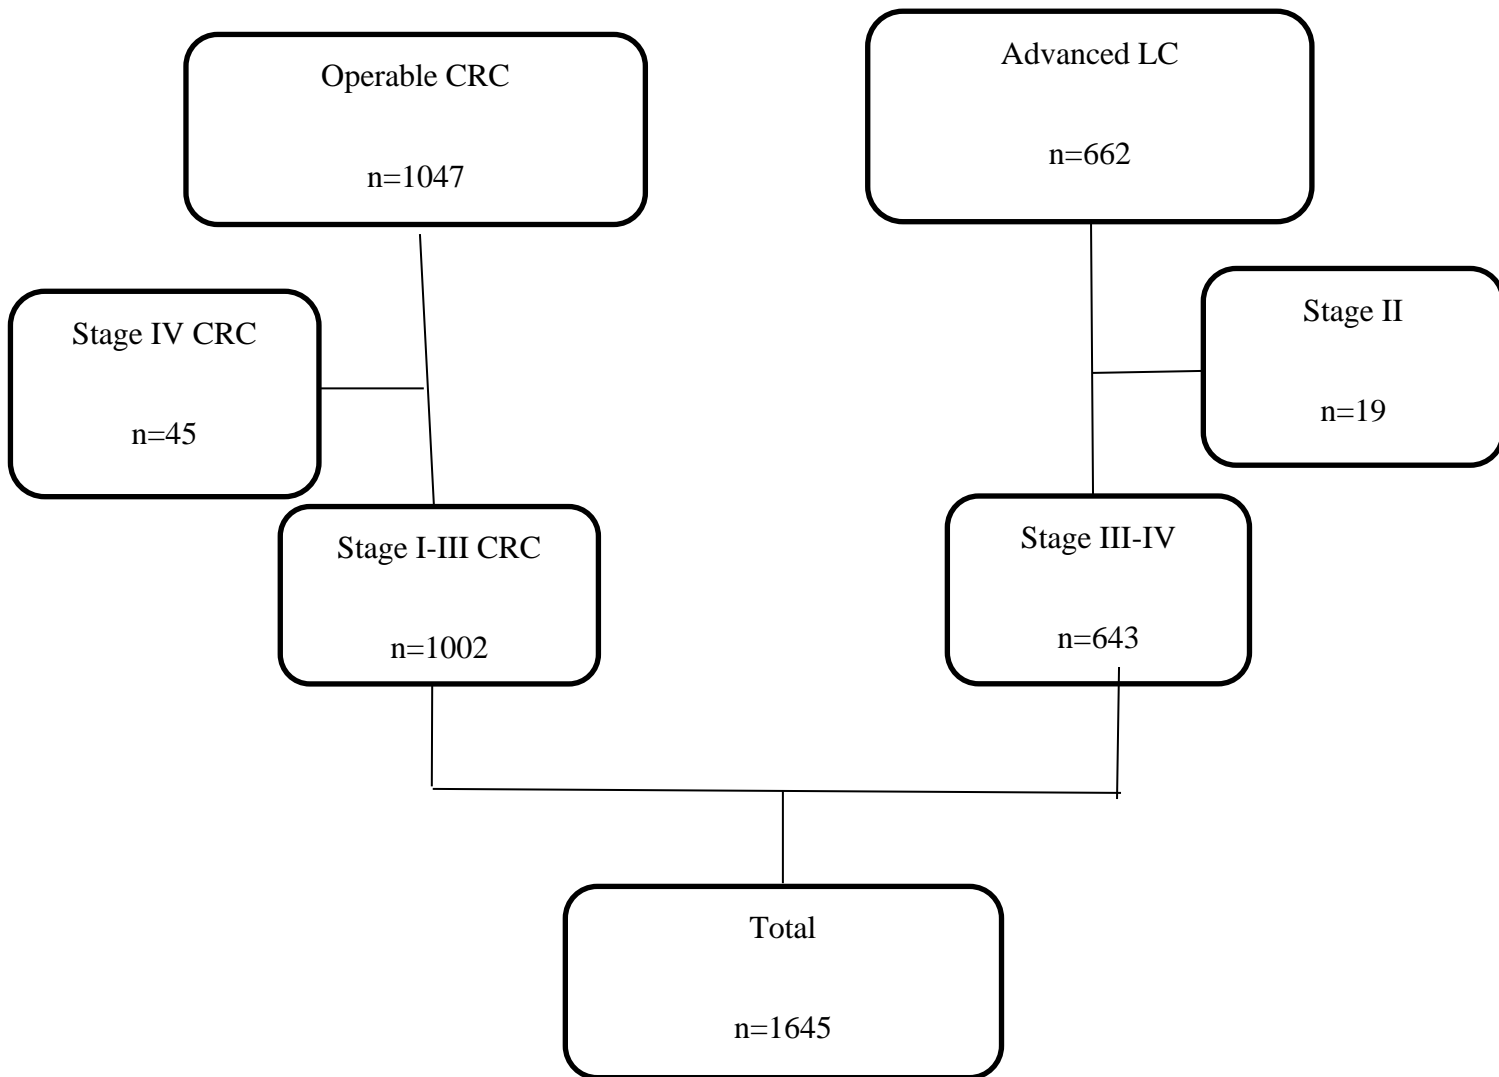 Operable CRC
n=1047
Advanced LC
n=662
Stage IV CRC
n=45
Stage II
n=19
Stage I-III CRC
n=1002
Stage III-IV
n=643
Total
n=1645